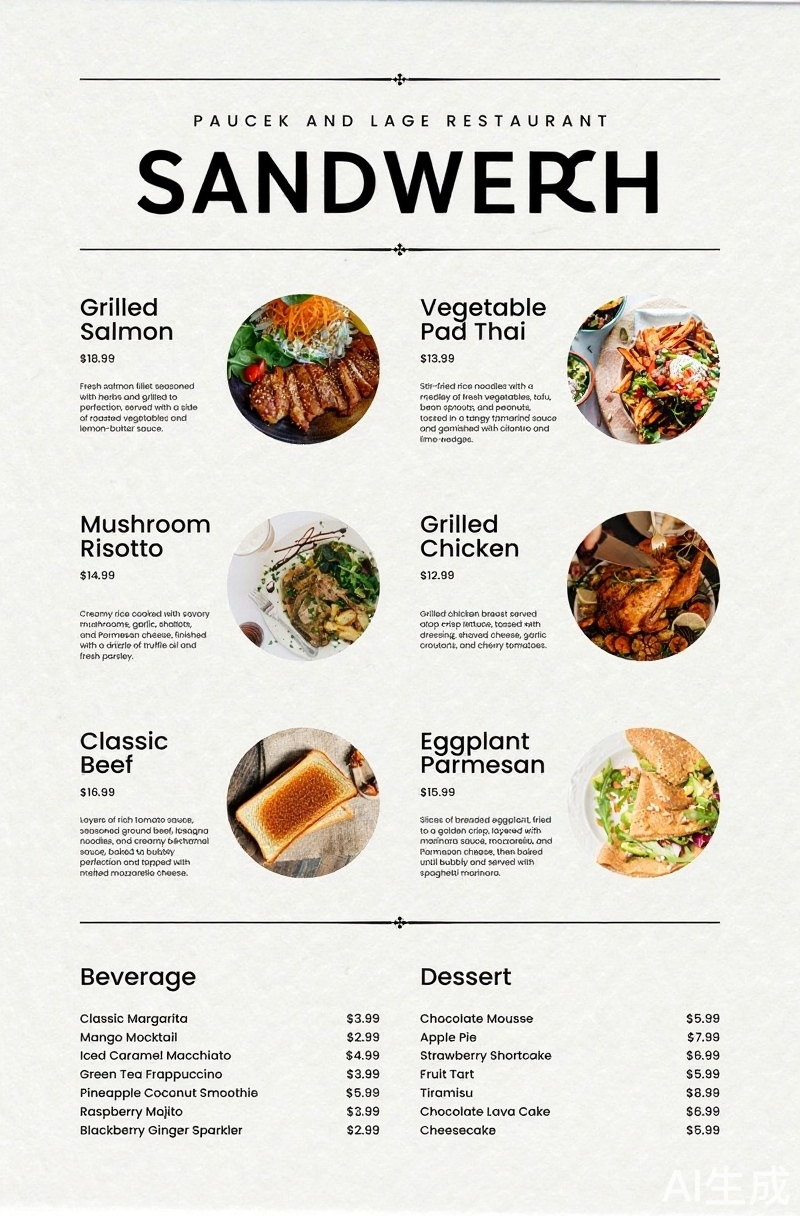 PAUCEK AND LAGE RESTAURANT
SANDWERCH
Grilled
Salmon
$18.99
Fresh salmon fillet seasoned
with herbs and grilled to
perfection, served with a side
of roasted vegetables and
lemon-butter sauce.
Vegetable
Pad Thai
$13.99
Stir-fried rice noodles with a
medley of fresh vegetables, tofu,
bean sprouts, and peanuts,
tossed in a tangy tamarind sauce
and garnished with cilantro and
lime wedges.
Mushroom
Risotto
$14.99
Creamy rice cooked with savory
mushrooms, garlic, shallots,
and Parmesan cheese, finished
with a drizzle of truffle oil and
fresh parsley.
Grilled
Chicken
$12.99
Grilled chicken breast served
atop crisp lettuce, tossed with
dressing, shaved cheese, garlic
croutons, and cherry tomatoes.
Classic
Beef
$16.99
Layers of rich tomato sauce,
seasoned ground beef, lasagna
noodles, and creamy béchamel
sauce, baked to bubbly
perfection and topped with
melted mozzarella cheese.
Eggplant
Parmesan
$15.99
Slices of breaded eggplant, fried
to a golden crisp, layered with
marinara sauce, mozzarella, and
Parmesan cheese, then baked
until bubbly and served with
spaghetti marinara.
Beverage
Classic Margarita $3.99
Mango Mocktail $2.99
Iced Caramel Macchiato $4.99
Green Tea Frappuccino $3.99
Pineapple Coconut Smoothie $5.99
Raspberry Mojito $3.99
Blackberry Ginger Sparkler $2.99
Dessert
Chocolate Mousse $5.99
Apple Pie $7.99
Strawberry Shortcake $6.99
Fruit Tart $5.99
Tiramisu $8.99
Chocolate Lava Cake $6.99
Cheesecake $5.99
AI生成